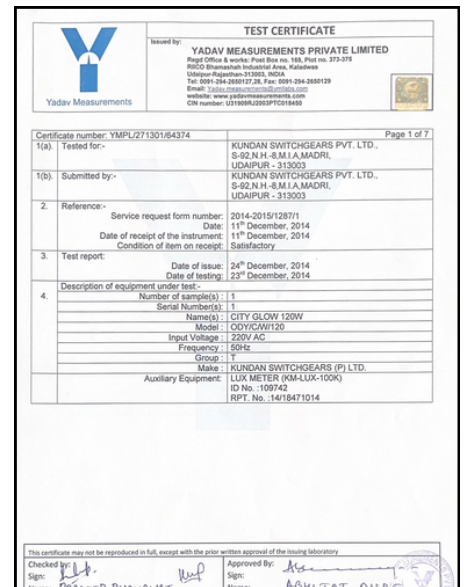 TEST CERTIFICATE
Issued by:
YADAV MEASUREMENTS PRIVATE LIMITED
Regd Office & works: Post Box no. 169, Plot no. 373-375
RIICO Bhamashah Industrial Area, Kaladwas
Udaipur-Rajasthan-313003, INDIA
Tel: 0091-294-2650127,28, Fax: 0091-294-2650129
Email: Yadav.measurements@ymlabs.com
website: www.yadavmeasurements.com
CIN number: U31909RJ2003PTC018450
Yadav Measurements
Certificate number: YMPL/271301/64374 Page 1 of 7
1(a). Tested for:- KUNDAN SWITCHGEARS PVT. LTD.,
S-92,N.H.-8,M.I.A,MADRI,
UDAIPUR - 313003
1(b). Submitted by:- KUNDAN SWITCHGEARS PVT. LTD.,
S-92,N.H.-8,M.I.A,MADRI,
UDAIPUR - 313003
2. Reference:-
Service request form number: 2014-2015/1287/1
Date: 11th December, 2014
Date of receipt of the instrument: 11th December, 2014
Condition of item on receipt: Satisfactory
3. Test report:
Date of issue: 24th December, 2014
Date of testing: 23rd December, 2014
4. Description of equipment under test:-
Number of sample(s) : 1
Serial Number(s): 1
Name(s) : CITY GLOW 120W
Model : ODY/C/W/120
Input Voltage : 220V AC
Frequency : 50Hz
Group : T
Make : KUNDAN SWITCHGEARS (P) LTD.
Auxiliary Equipment: LUX METER (KM-LUX-100K)
ID No. :109742
RPT. No. :14/18471014
This certificate may not be reproduced in full, except with the prior written approval of the issuing laboratory
Checked by:
Sign:
Approved By:
Sign: